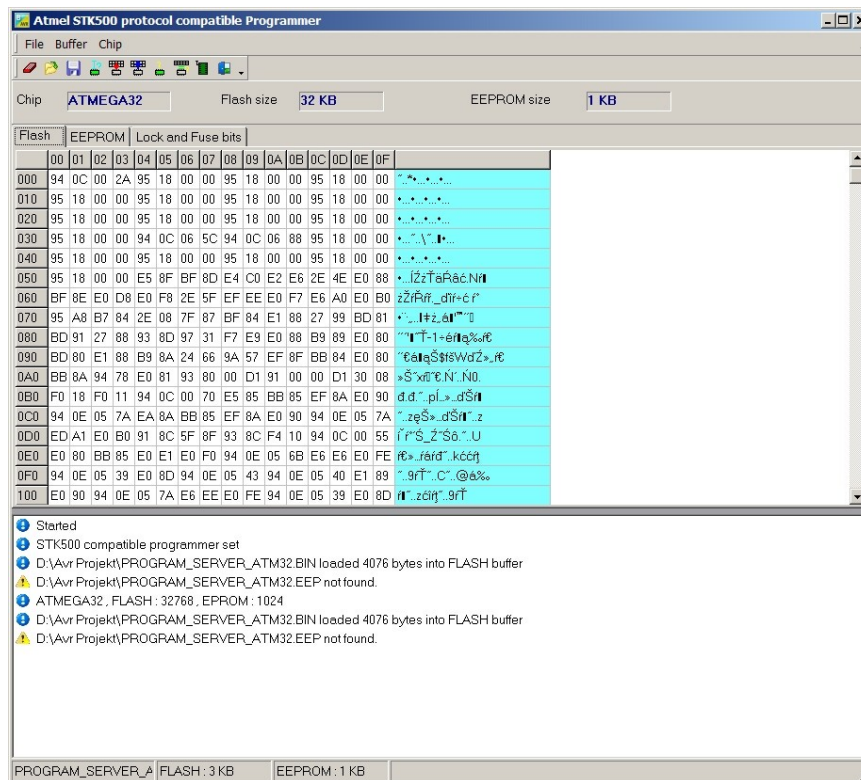 Atmel STK500 protocol compatible Programmer
File Buffer Chip
Chip ATMEGA32 Flash size 32 KB EEPROM size 1 KB
Flash EEPROM Lock and Fuse bits
00 01 02 03 04 05 06 07 08 09 0A 0B 0C 0D 0E 0F
000 94 0C 00 2A 95 18 00 00 95 18 00 00 95 18 00 00
010 95 18 00 00 95 18 00 00 95 18 00 00 95 18 00 00
020 95 18 00 00 95 18 00 00 95 18 00 00 95 18 00 00
030 95 18 00 00 94 0C 06 5C 94 0C 06 88 95 18 00 00
040 95 18 00 00 95 18 00 00 95 18 00 00 95 18 00 00
050 95 18 00 00 E5 8F BF 8D E4 C0 E2 E6 2E 4E E0 88
060 BF 8E E0 D8 E0 F8 2E 5F EF EE E0 F7 E6 A0 E0 B0
070 95 A8 B7 84 2E 08 7F 87 BF 84 E1 88 27 99 BD 81
080 BD 91 27 88 93 8D 97 31 F7 E9 E0 88 B9 89 E0 80
090 BD 80 E1 88 B9 8A 24 66 9A 57 EF 8F BB 84 E0 80
0A0 BB 8A 94 78 E0 81 93 80 00 D1 91 00 00 D1 30 08
0B0 F0 18 F0 11 94 0C 00 70 E5 85 BB 85 EF 8A E0 90
0C0 94 0E 05 7A EA 8A BB 85 EF 8A E0 90 94 0E 05 7A
0D0 ED A1 E0 B0 91 8C 5F 8F 93 8C F4 10 94 0C 00 55
0E0 E0 80 BB 85 E0 E1 E0 F0 94 0E 05 6B E6 E6 E0 FE
0F0 94 0E 05 39 E0 8D 94 0E 05 43 94 0E 05 40 E1 89
100 E0 90 94 0E 05 7A E6 EE E0 FE 94 0E 05 39 E0 8D
Started
STK500 compatible programmer set
D:\Avr Projekt\PROGRAM_SERVER_ATM32.BIN loaded 4076 bytes into FLASH buffer
D:\Avr Projekt\PROGRAM_SERVER_ATM32.EEP not found.
ATMEGA32 , FLASH : 32768 , EPROM : 1024
D:\Avr Projekt\PROGRAM_SERVER_ATM32.BIN loaded 4076 bytes into FLASH buffer
D:\Avr Projekt\PROGRAM_SERVER_ATM32.EEP not found.
PROGRAM_SERVER_A FLASH : 3 KB EEPROM : 1 KB